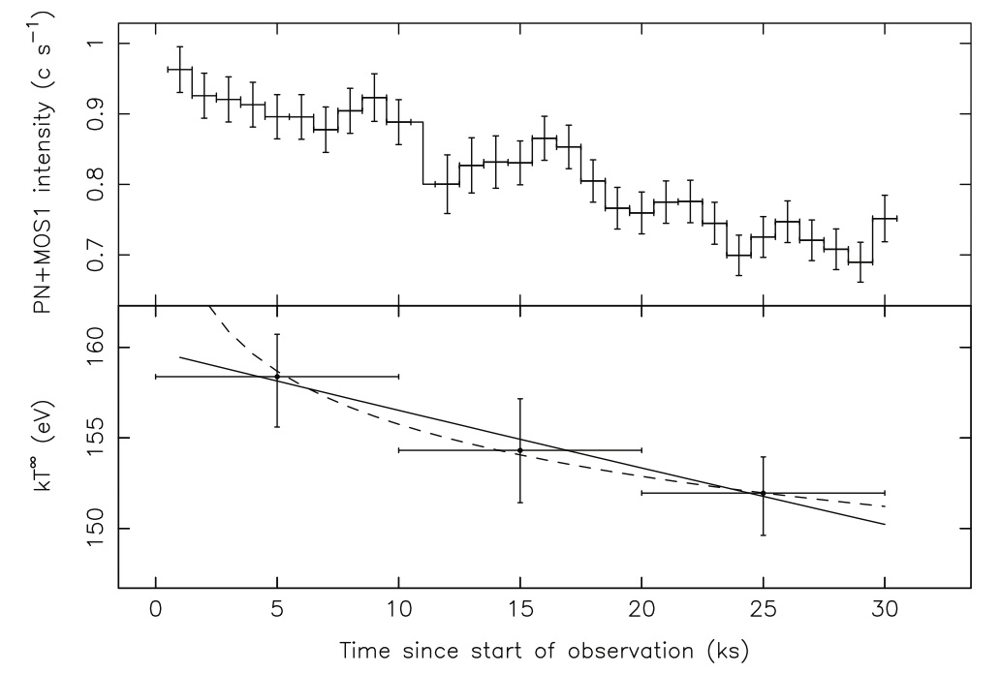 PN+MOS1 intensity (c s⁻¹)
1
0.9
0.8
0.7
kT∞ (eV)
160
155
150
0 5 10 15 20 25 30
Time since start of observation (ks)